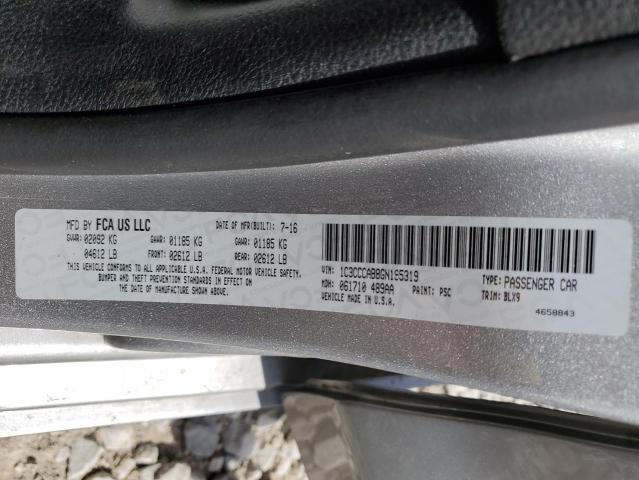 MFD BY FCA US LLC DATE OF MFR(BUILT): 7-16
GVWR: 02092 KG GAWR: 01185 KG GAWR: 01185 KG
04612 LB FRONT: 02612 LB REAR: 02612 LB
THIS VEHICLE CONFORMS TO ALL APPLICABLE U.S.A. FEDERAL MOTOR VEHICLE SAFETY,
BUMPER AND THEFT PREVENTION STANDARDS IN EFFECT ON
THE DATE OF MANUFACTURE SHOWN ABOVE.
VIN: 1C3CCCAB8GN195319 TYPE: PASSENGER CAR
MDH: 061710 489AA PAINT: PSC TRIM: BLX9
VEHICLE MADE IN U.S.A.
4658843